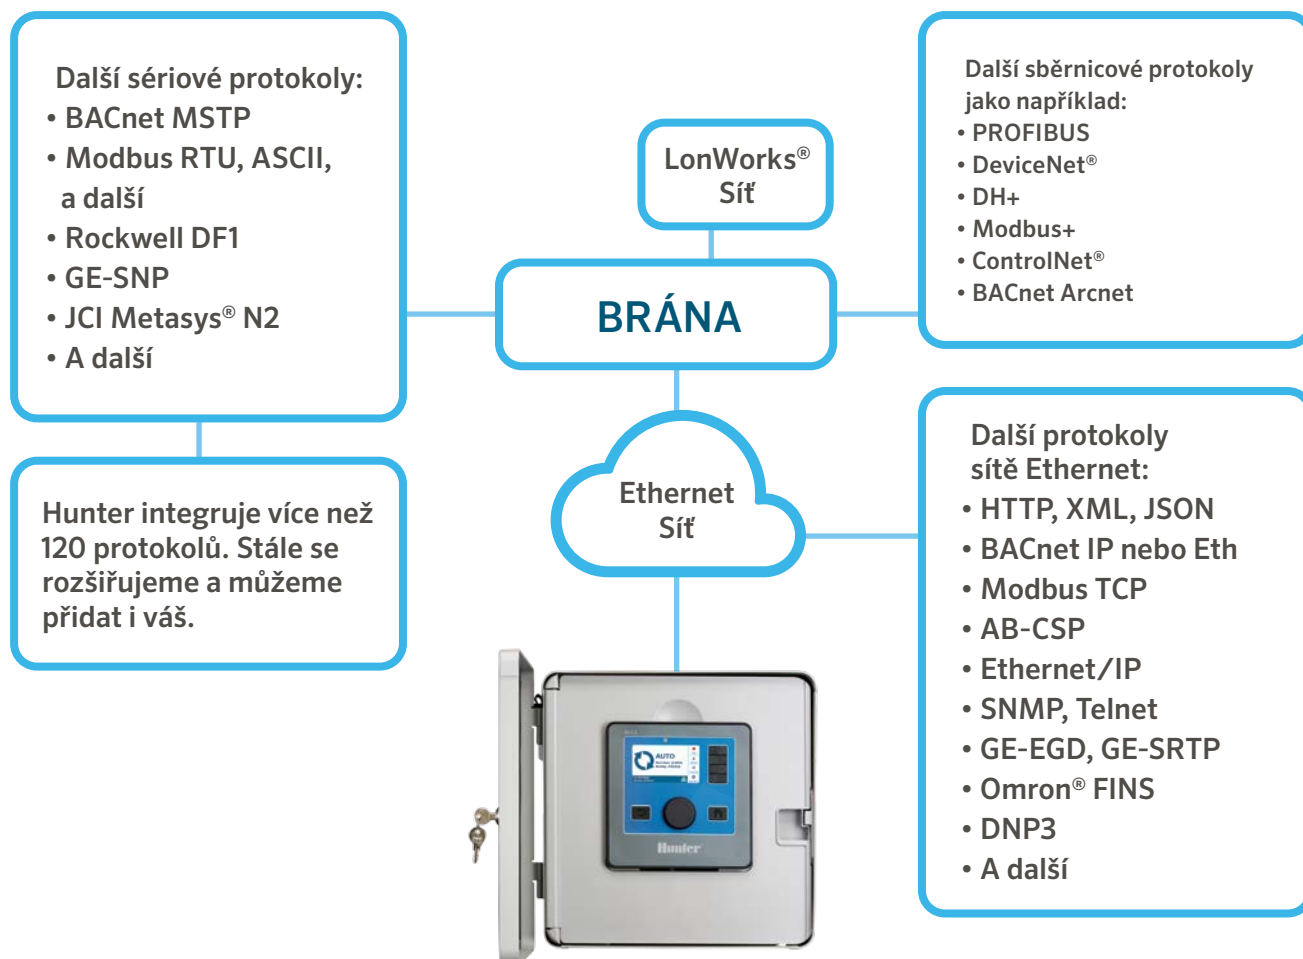 Další sériové protokoly:
• BACnet MSTP
• Modbus RTU, ASCII,
a další
• Rockwell DF1
• GE-SNP
• JCI Metasys® N2
• A další
Hunter integruje více než
120 protokolů. Stále se
rozšiřujeme a můžeme
přidat i váš.
LonWorks®
Síť
BRÁNA
Ethernet
Síť
AUTO
Hunter
Další sběrnicové protokoly
jako například:
• PROFIBUS
• DeviceNet®
• DH+
• Modbus+
• ControlNet®
• BACnet Arcnet
Další protokoly
sítě Ethernet:
• HTTP, XML, JSON
• BACnet IP nebo Eth
• Modbus TCP
• AB-CSP
• Ethernet/IP
• SNMP, Telnet
• GE-EGD, GE-SRTP
• Omron® FINS
• DNP3
• A další